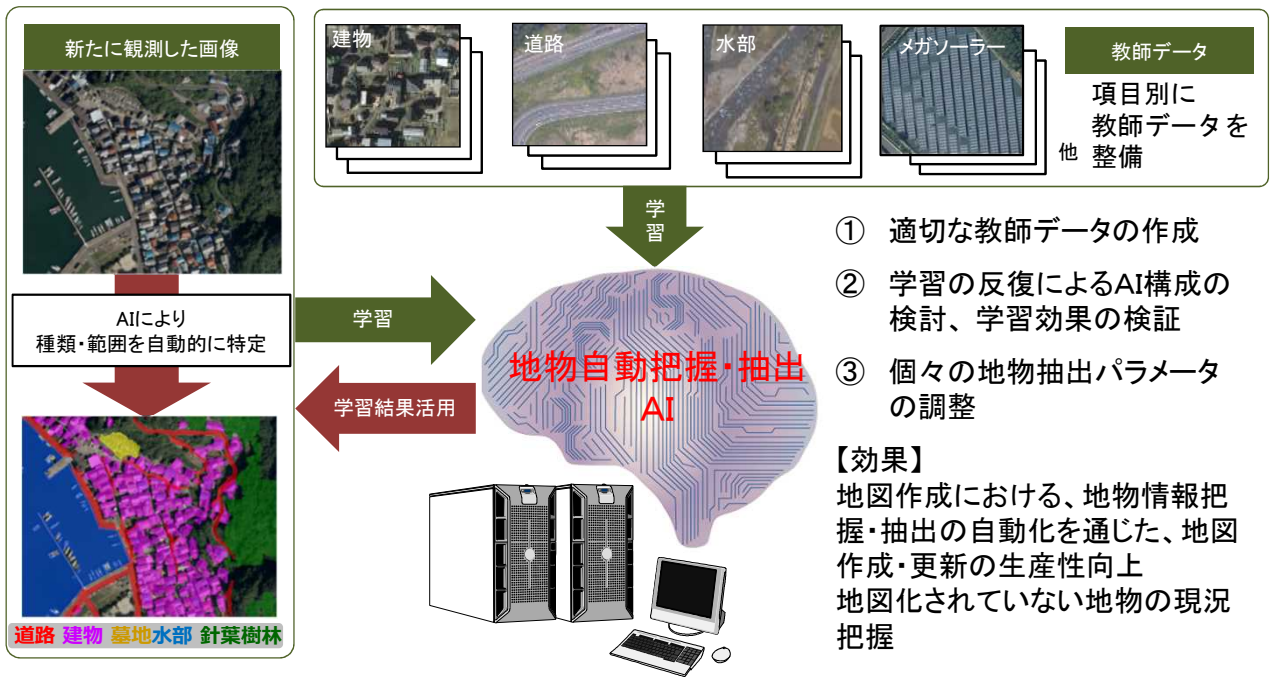 新たに観測した画像
AIにより
種類・範囲を自動的に特定
道路 建物 墓地 水部 針葉樹林
建物
道路
水部
メガソーラー
他
教師データ
項目別に
教師データを
整備
学
習
学習
学習結果活用
地物自動把握・抽出
AI
① 適切な教師データの作成
② 学習の反復によるAI構成の
検討、学習効果の検証
③ 個々の地物抽出パラメータ
の調整
【効果】
地図作成における、地物情報把
握・抽出の自動化を通じた、地図
作成・更新の生産性向上
地図化されていない地物の現況
把握